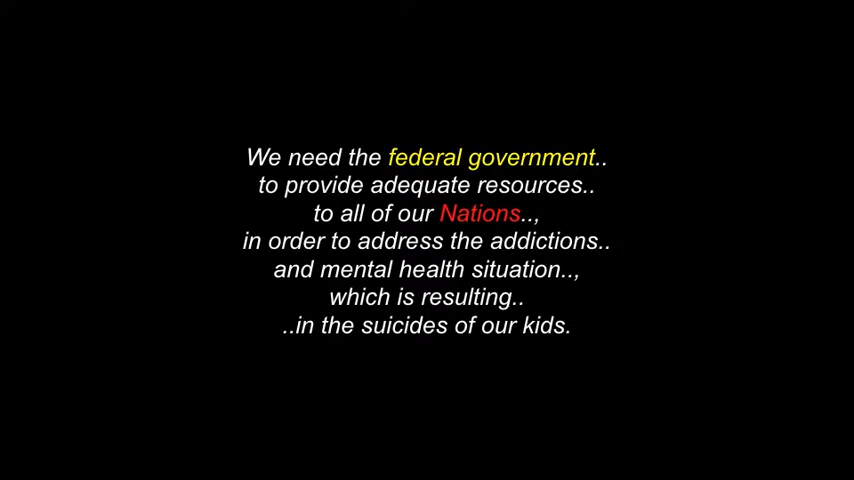 We need the federal government..
to provide adequate resources..
to all of our Nations..,
in order to address the addictions..
and mental health situation..,
which is resulting..
..in the suicides of our kids.